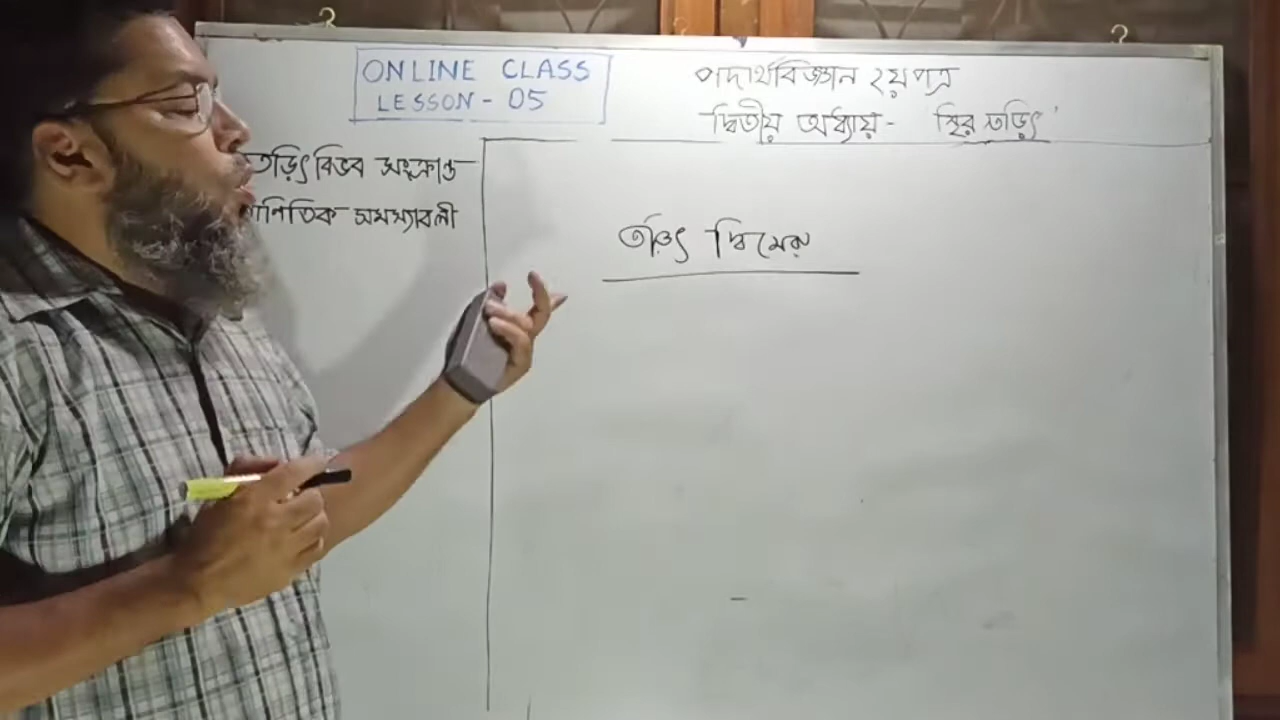 ONLINE CLASS
LESSON - 05
পদার্থবিজ্ঞান ২য় পত্র
দ্বিতীয় অধ্যায় - স্থির তড়িৎ
তড়িৎ বিভব সংক্রান্ত
গাণিতিক সমস্যাবলী
তড়িৎ দ্বিমেরু